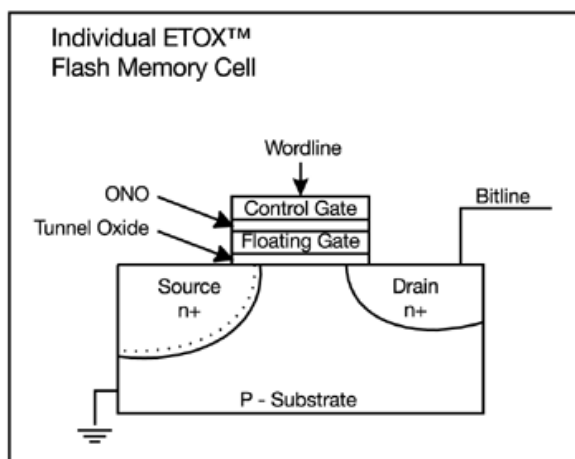 Individual ETOX™
Flash Memory Cell
Wordline
ONO
Control Gate
Bitline
Tunnel Oxide
Floating Gate
Source
n+
Drain
n+
P - Substrate